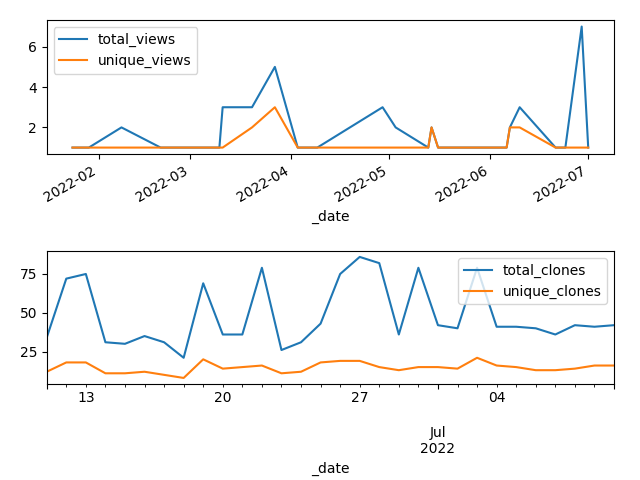 total_views
unique_views
6
4
2
2022-02
2022-03
2022-04
2022-05
2022-06
2022-07
_date
total_clones
unique_clones
75
50
25
13
20
27
04
Jul
2022
_date